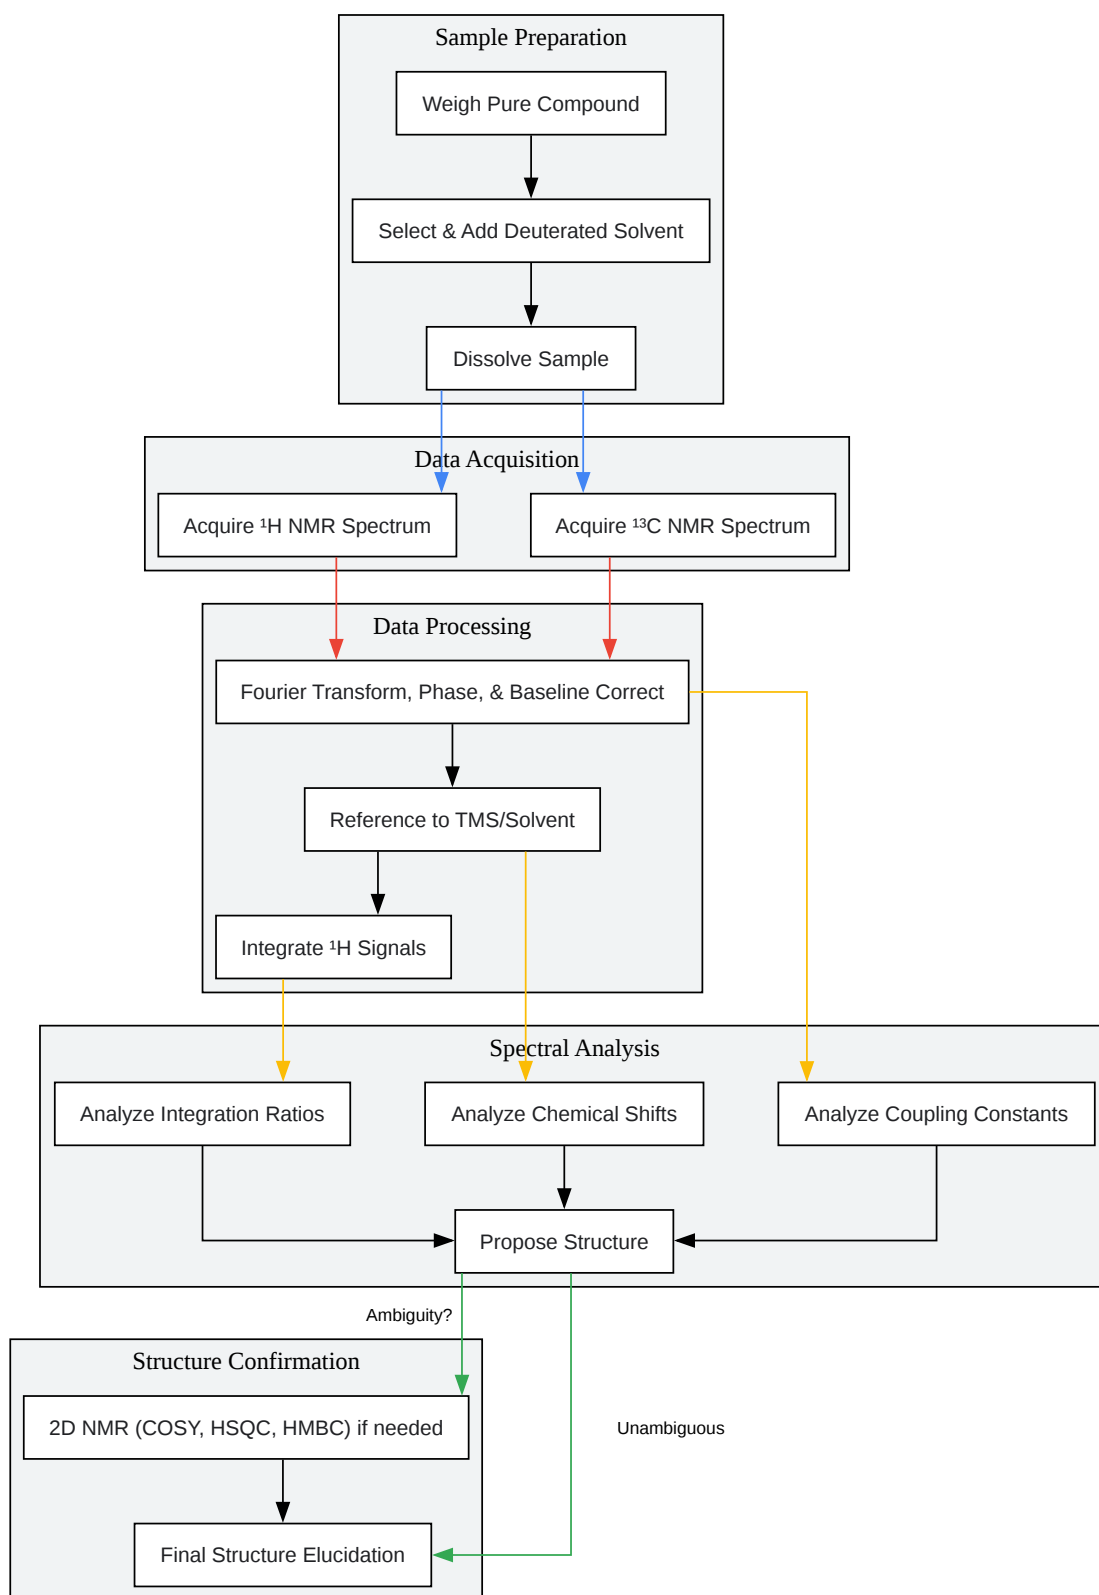 Sample Preparation
Weigh Pure Compound
Select & Add Deuterated Solvent
Dissolve Sample
Data Acquisition
Acquire ¹H NMR Spectrum
Acquire ¹³C NMR Spectrum
Data Processing
Fourier Transform, Phase, & Baseline Correct
Reference to TMS/Solvent
Integrate ¹H Signals
Spectral Analysis
Analyze Integration Ratios
Analyze Chemical Shifts
Analyze Coupling Constants
Propose Structure
Ambiguity?
Structure Confirmation
2D NMR (COSY, HSQC, HMBC) if needed
Unambiguous
Final Structure Elucidation